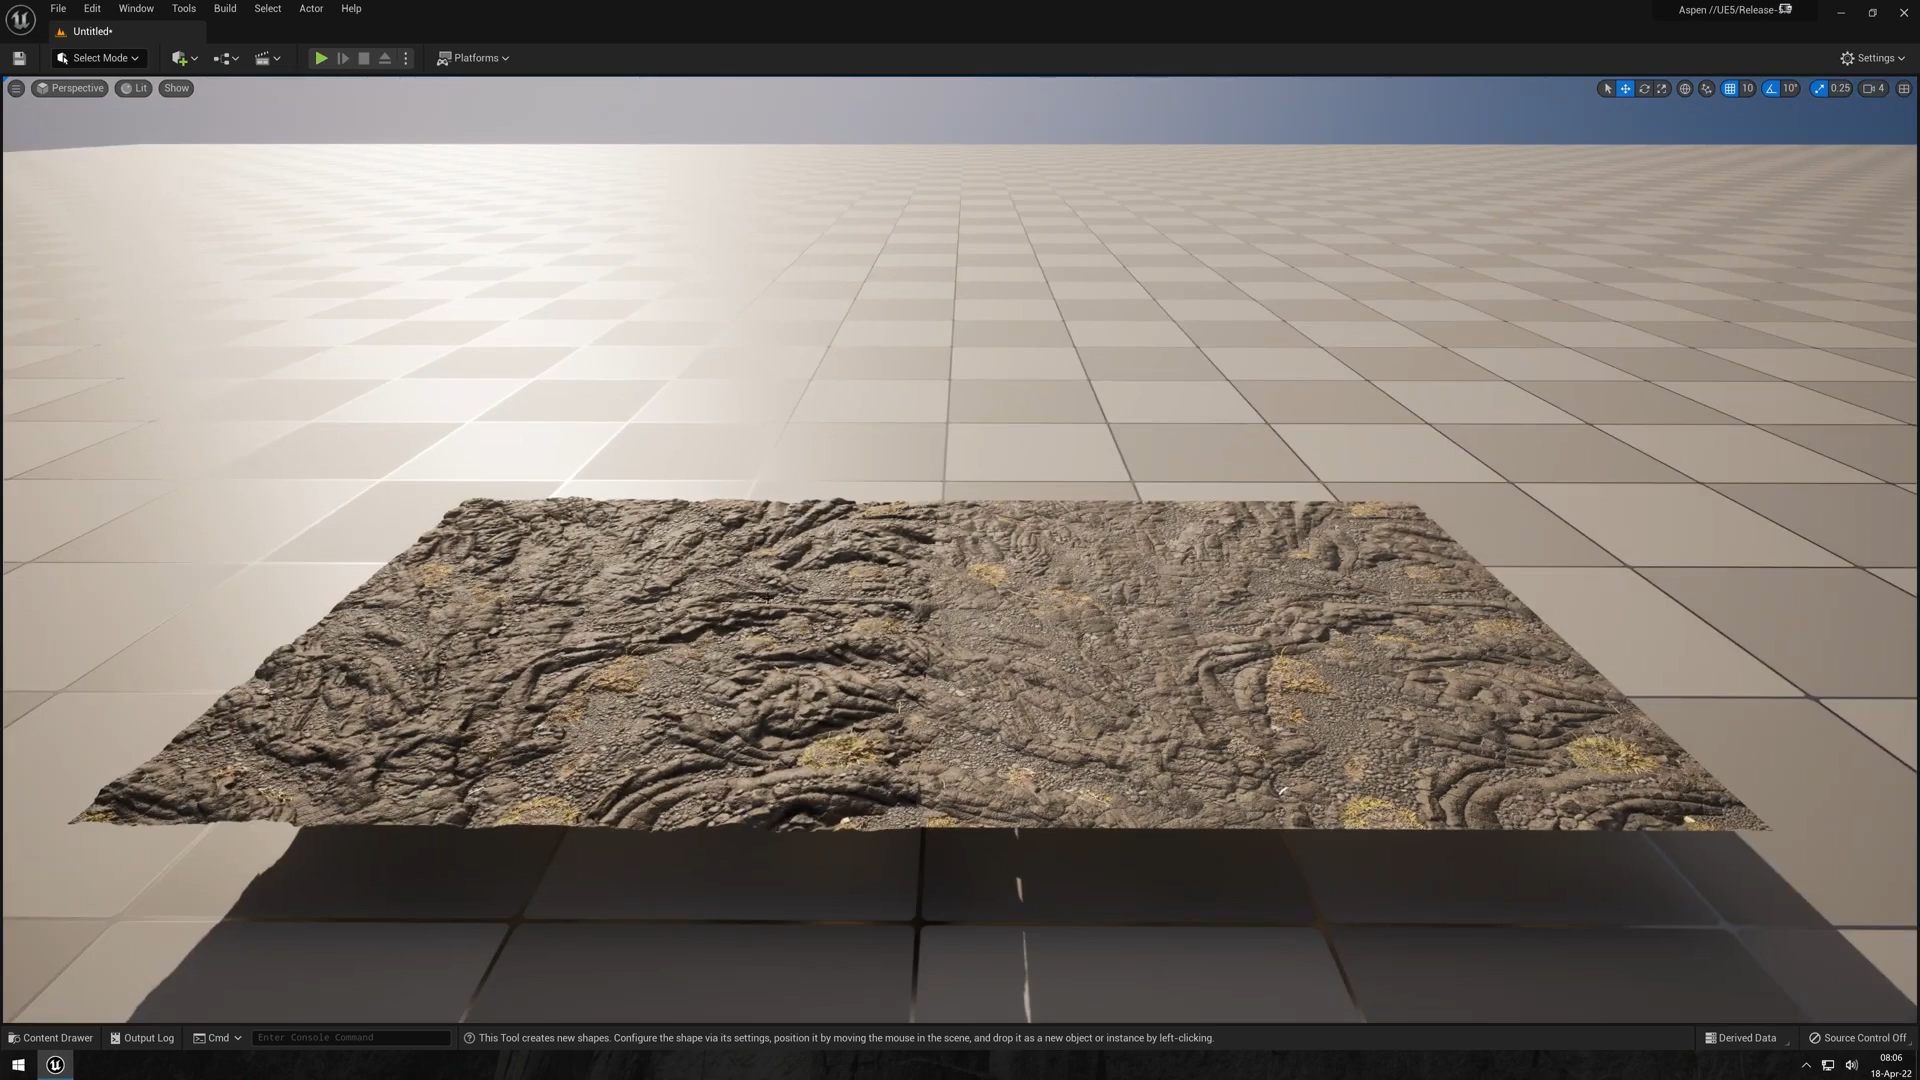 File Edit Window Tools Build Select Actor Help
Aspen //UE5/Release-
Untitled*
Select Mode
Platforms
Settings
Perspective
Lit
Show
10
10°
0.25
4
Content Drawer
Output Log
Cmd
Enter Console Command
This Tool creates new shapes. Configure the shape via its settings, position it by moving the mouse in the scene, and drop it as a new object or instance by left-clicking.
Derived Data
Source Control Off
08:06
18-Apr-22